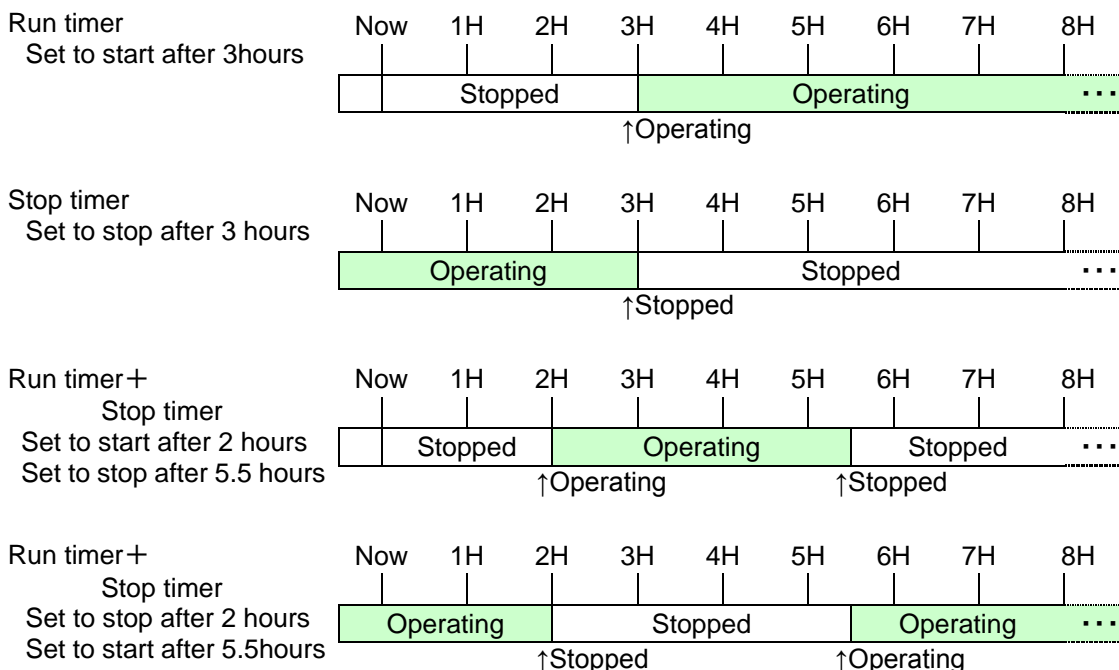 Run timer
Set to start after 3hours
Now 1H 2H 3H 4H 5H 6H 7H 8H
Stopped Operating ･･･
↑Operating
Stop timer
Set to stop after 3 hours
Now 1H 2H 3H 4H 5H 6H 7H 8H
Operating Stopped ･･･
↑Stopped
Run timer＋
Stop timer
Set to start after 2 hours
Set to stop after 5.5 hours
Now 1H 2H 3H 4H 5H 6H 7H 8H
Stopped Operating Stopped ･･･
↑Operating ↑Stopped
Run timer＋
Stop timer
Set to stop after 2 hours
Set to start after 5.5hours
Now 1H 2H 3H 4H 5H 6H 7H 8H
Operating Stopped Operating ･･･
↑Stopped ↑Operating